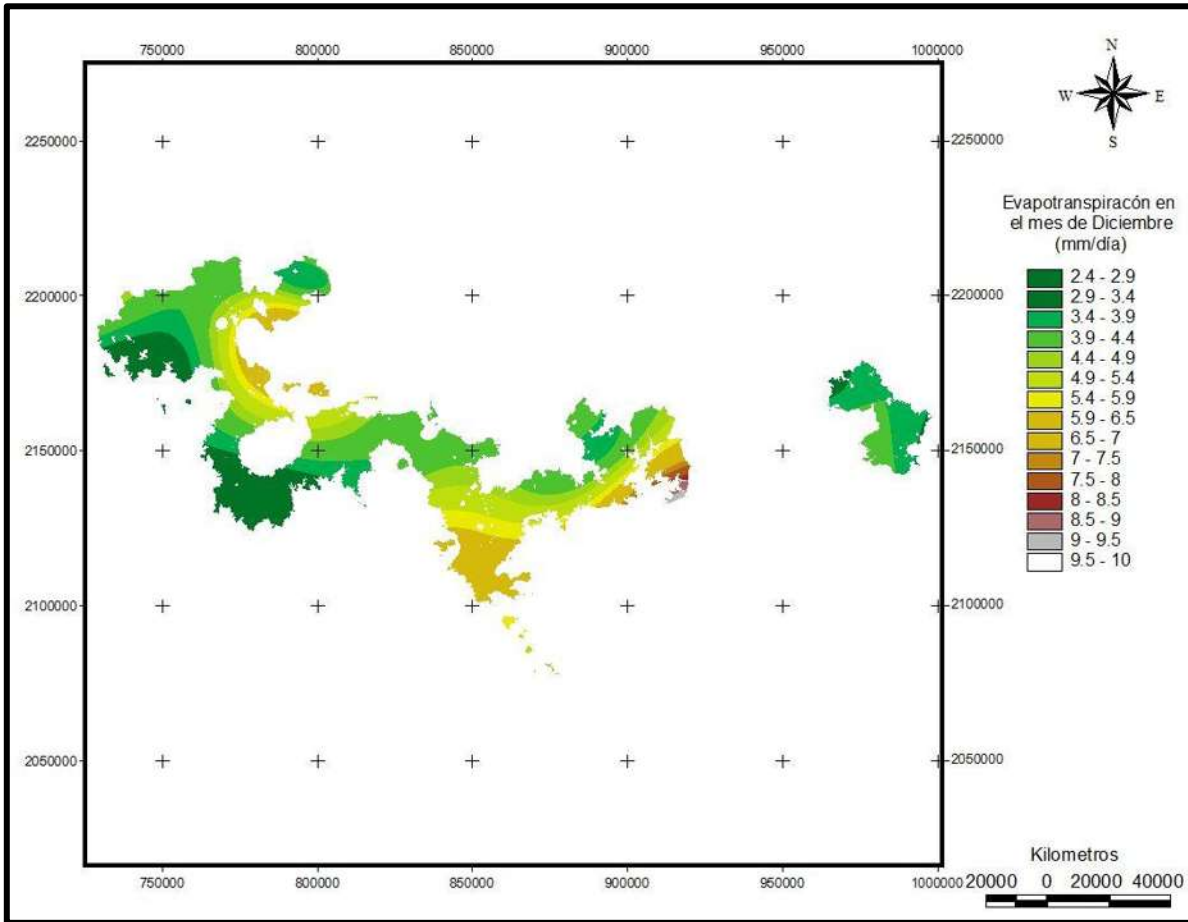 750000 800000 850000 900000 950000 1000000
N
W E
S
2250000 2250000
Evapotranspiracón en
el mes de Diciembre
(mm/día)
2.4 - 2.9
2.9 - 3.4
2200000 2200000
3.4 - 3.9
3.9 - 4.4
4.4 - 4.9
4.9 - 5.4
5.4 - 5.9
5.9 - 6.5
6.5 - 7
2150000 2150000
7 - 7.5
7.5 - 8
8 - 8.5
8.5 - 9
9 - 9.5
9.5 - 10
2100000 2100000
2050000 2050000
Kilometros
20000 0 20000 40000
750000 800000 850000 900000 950000 1000000